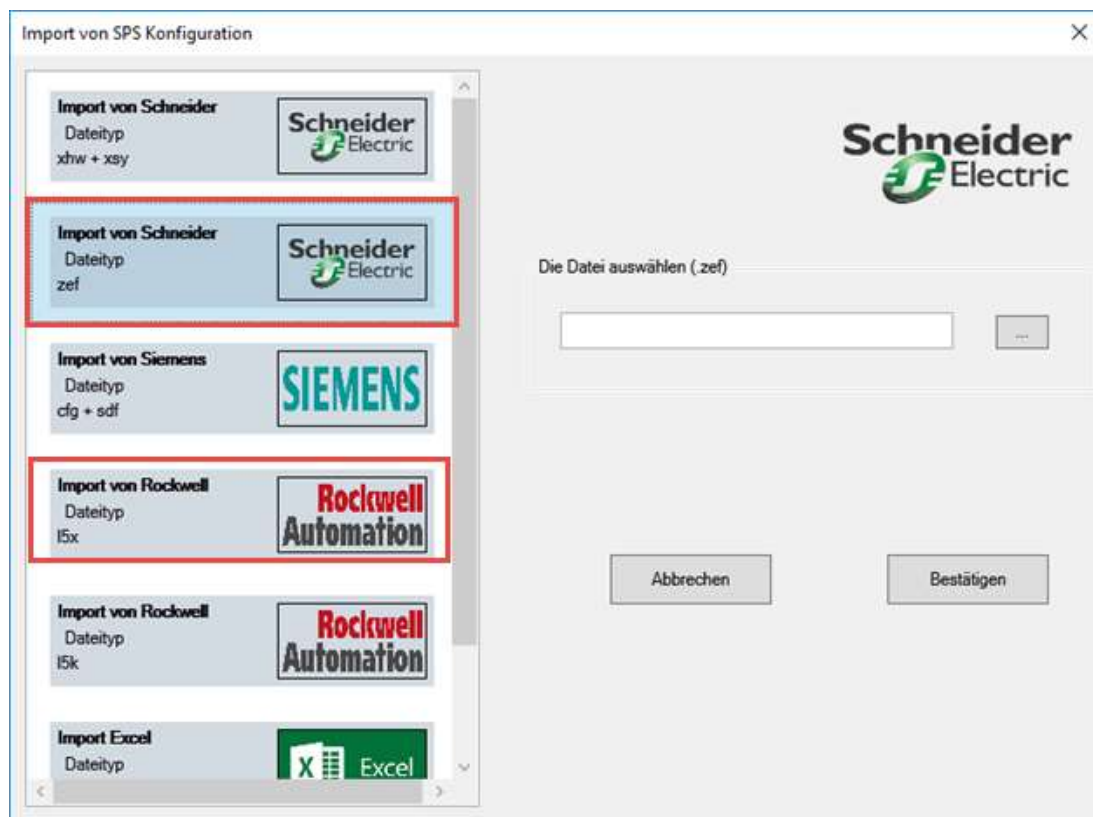 Import von SPS Konfiguration
Import von Schneider
Dateityp
xhw + xsy
Schneider
Electric
Import von Schneider
Dateityp
zef
Schneider
Electric
Import von Siemens
Dateityp
cfg + sdf
SIEMENS
Import von Rockwell
Dateityp
l5x
Rockwell
Automation
Import von Rockwell
Dateityp
l5k
Rockwell
Automation
Import Excel
Dateityp
X Excel
Schneider
Electric
Die Datei auswählen (.zef)
...
Abbrechen
Bestätigen